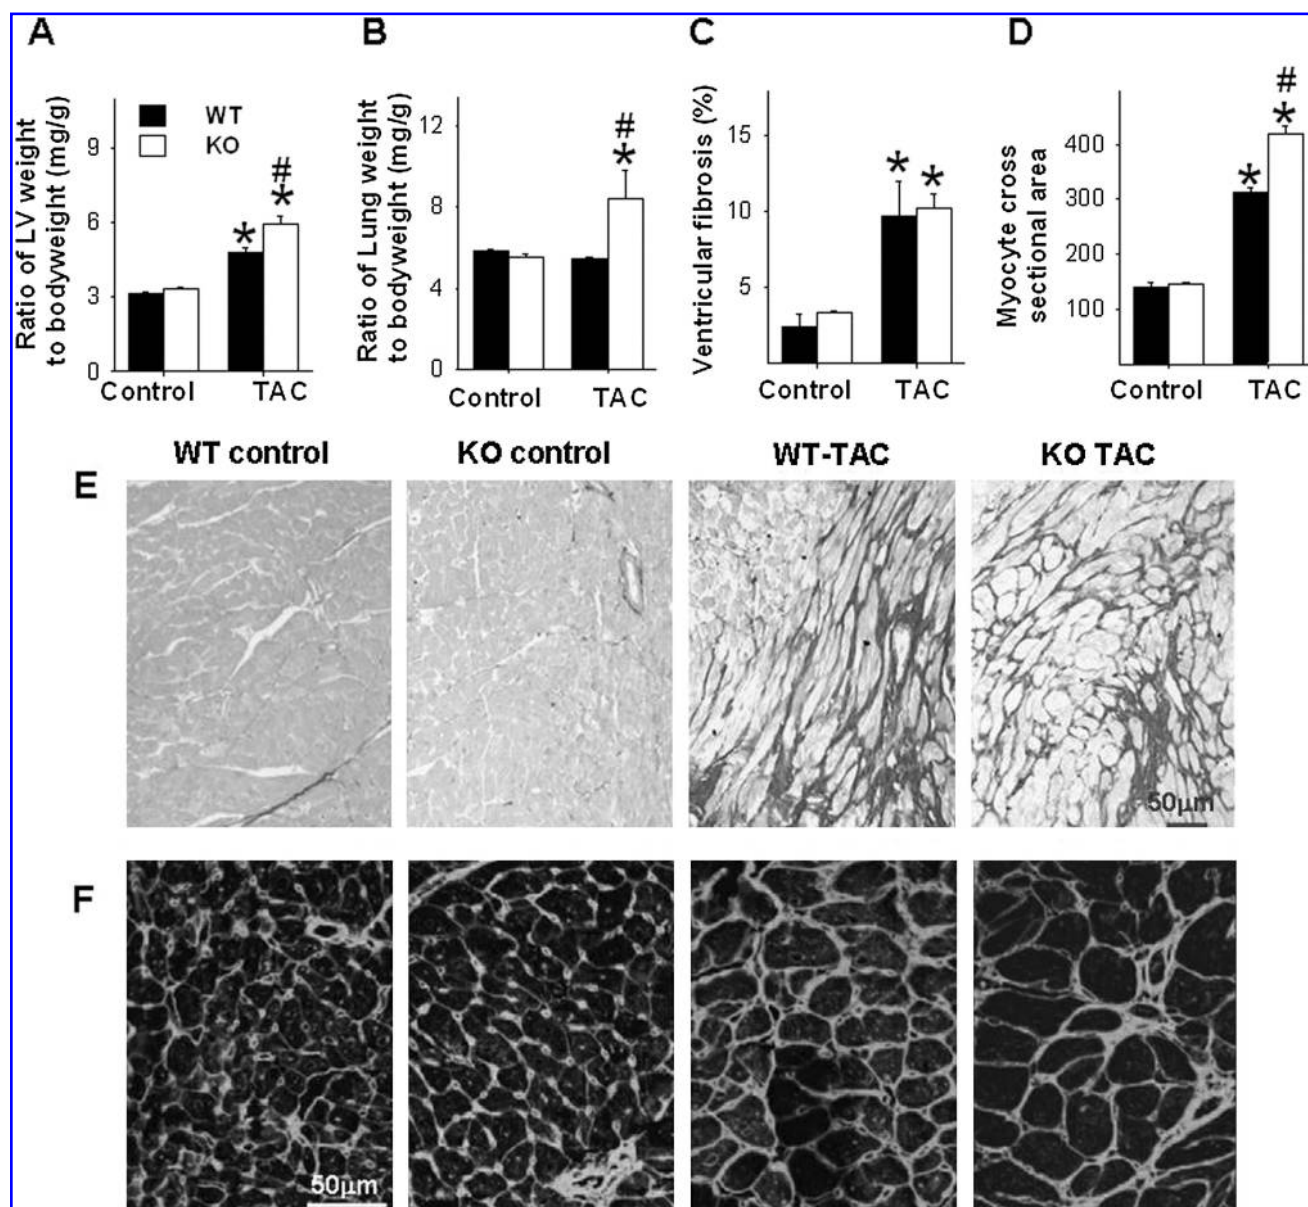 A
B
C
D
Ratio of LV weight
to bodyweight (mg/g)
9
6
3
0
WT
KO
*
#
*
Control
TAC
Ratio of Lung weight
to bodyweight (mg/g)
12
8
4
0
#
*
Control
TAC
Ventricular fibrosis (%)
15
10
5
*
*
Control
TAC
Myocyte cross
sectional area
400
300
200
100
*
#
*
Control
TAC
WT control
KO control
WT-TAC
KO TAC
E
50µm
F
50µm